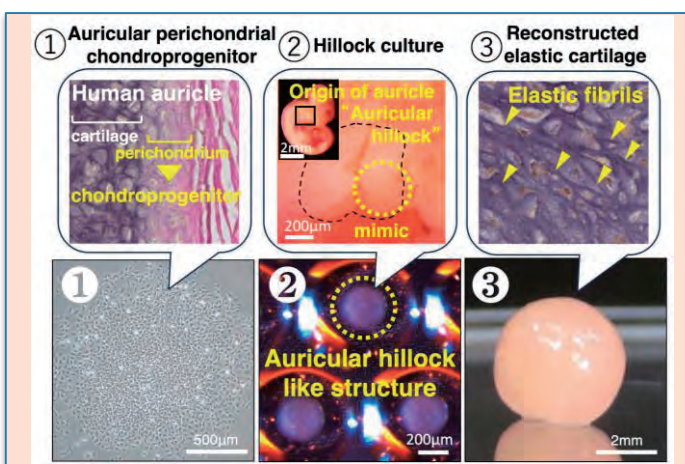 ① Auricular perichondrial
chondroprogenitor
② Hillock culture
③ Reconstructed
elastic cartilage
Human auricle
cartilage
perichondrium
chondroprogenitor
Origin of auricle
"Auricular
hillock"
2mm
200μm
mimic
Elastic fibrils
①
500μm
❷
Auricular hillock
like structure
200μm
❸
2mm